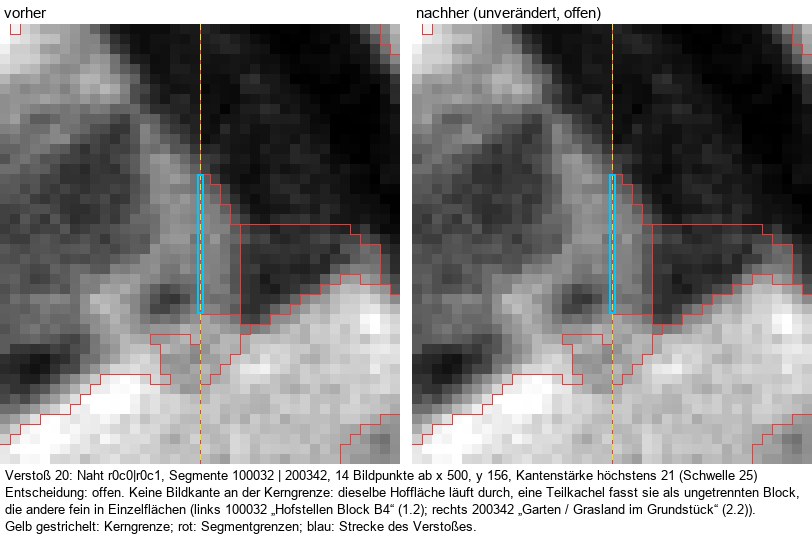 vorher
nachher (unverändert, offen)
Verstoß 20: Naht r0c0|r0c1, Segmente 100032 | 200342, 14 Bildpunkte ab x 500, y 156, Kantenstärke höchstens 21 (Schwelle 25)
Entscheidung: offen. Keine Bildkante an der Kerngrenze: dieselbe Hoffläche läuft durch, eine Teilkachel fasst sie als ungetrennten Block,
die andere fein in Einzelflächen (links 100032 „Hofstellen Block B4“ (1.2); rechts 200342 „Garten / Grasland im Grundstück“ (2.2)).
Gelb gestrichelt: Kerngrenze; rot: Segmentgrenzen; blau: Strecke des Verstoßes.